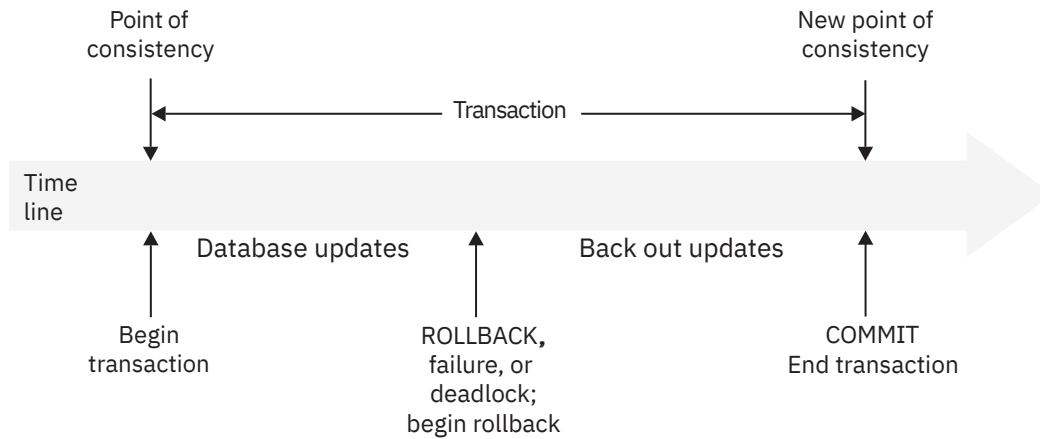 Point of
consistency
New point of
consistency
Transaction
Time
line
Database updates
Back out updates
Begin
transaction
ROLLBACK,
failure, or
deadlock;
begin rollback
COMMIT
End transaction